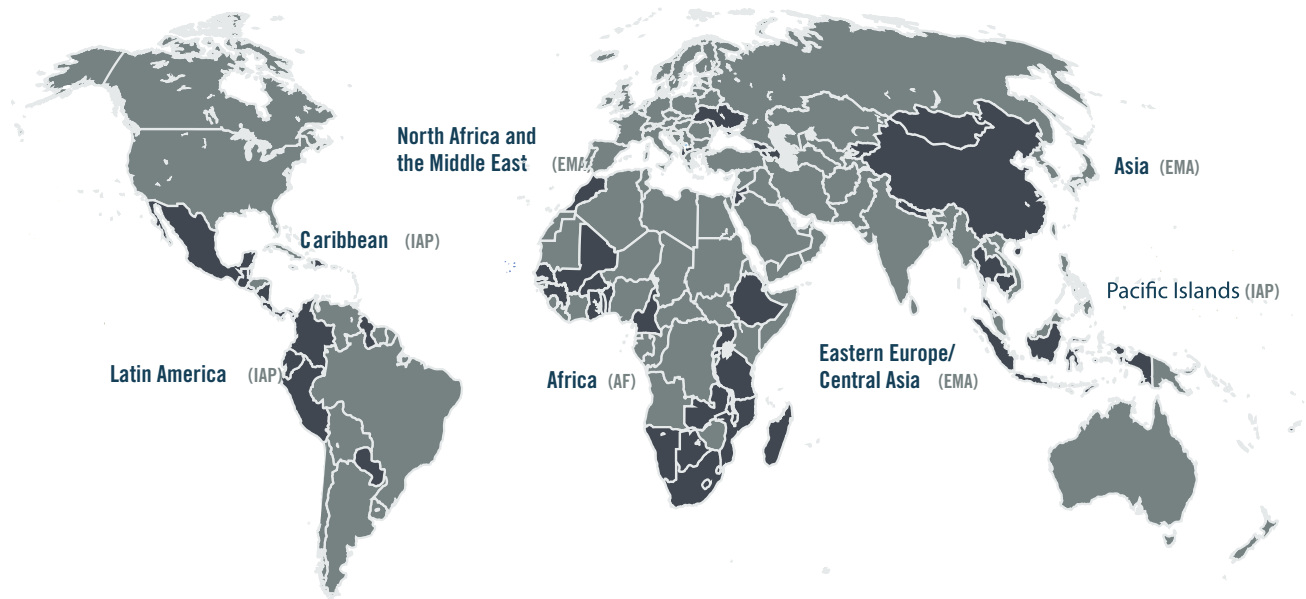 North Africa and
the Middle East (EMA)
Asia (EMA)
Caribbean (IAP)
Pacific Islands (IAP)
Latin America (IAP)
Africa (AF)
Eastern Europe/
Central Asia (EMA)